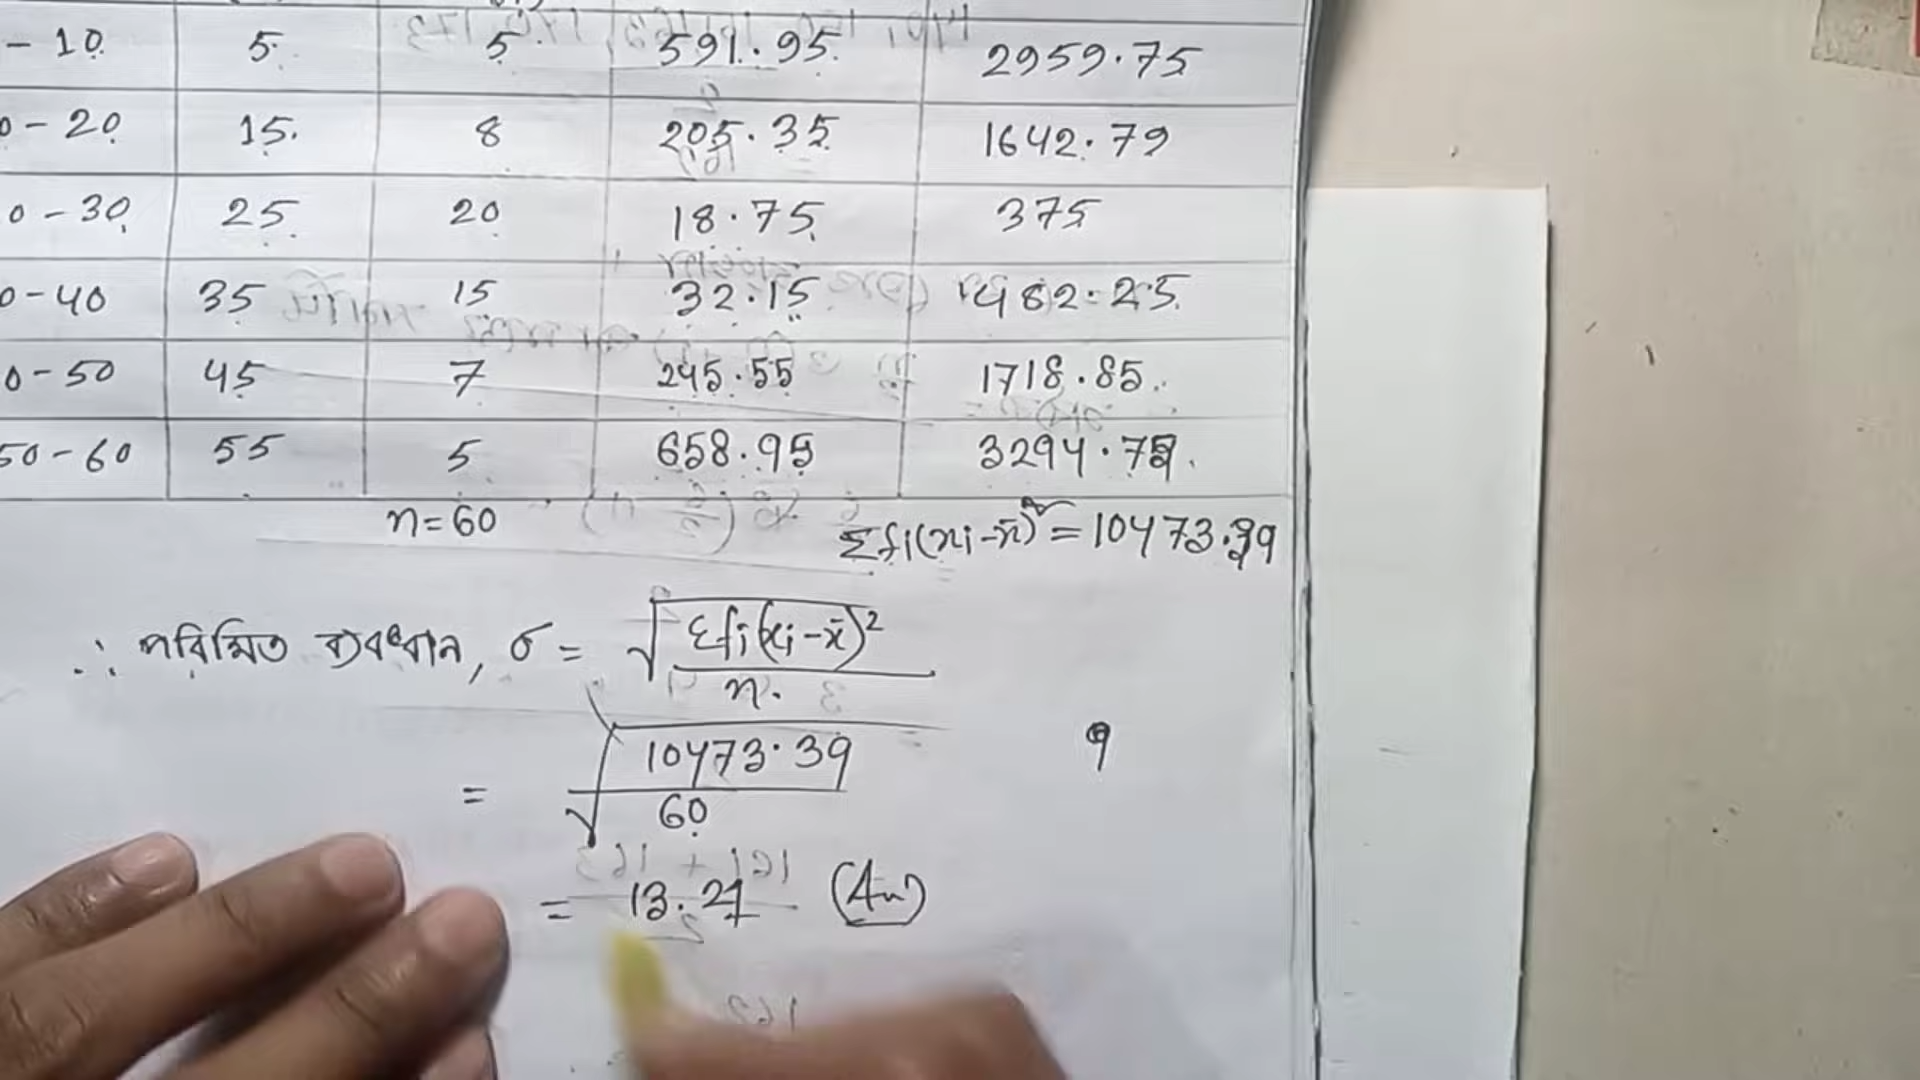 - 10 5 5 591.95 2959.75
0 - 20 15 8 205.35 1642.79
0 - 30 25 20 18.75 375
0 - 40 35 15 32.15 482.25
0 - 50 45 7 245.55 1718.85
50 - 60 55 5 658.95
n = 60 Σfi(xi - x̄)² = 10473.39
∴ পরিমিত ব্যবধান, σ = √Σfi(xi - x̄)² / n
= √10473.39 / 60 9
= 13.21 (Ans)